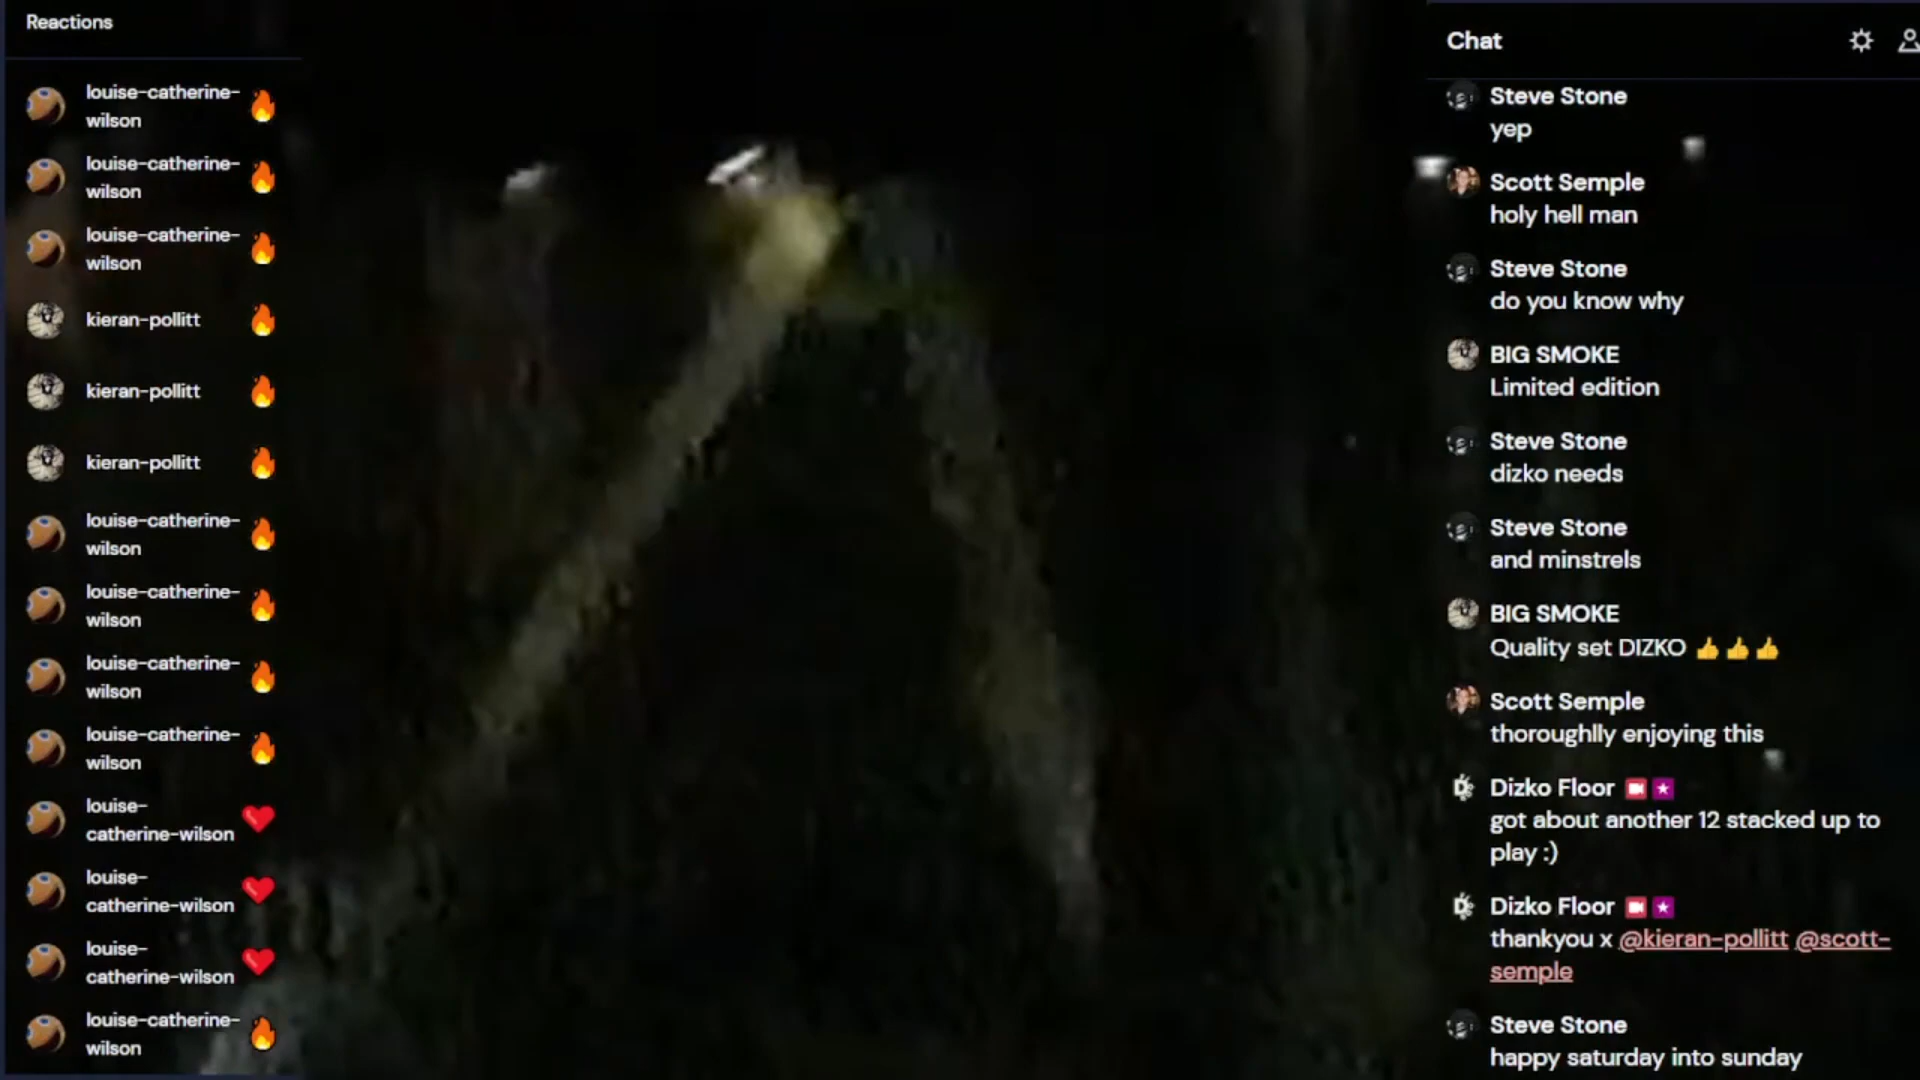 Reactions
louise-catherine-
wilson
louise-catherine-
wilson
louise-catherine-
wilson
kieran-pollitt
kieran-pollitt
kieran-pollitt
louise-catherine-
wilson
louise-catherine-
wilson
louise-catherine-
wilson
louise-catherine-
wilson
louise-
catherine-wilson
louise-
catherine-wilson
louise-
catherine-wilson
louise-catherine-
wilson
Chat
Steve Stone
yep
Scott Semple
holy hell man
Steve Stone
do you know why
BIG SMOKE
Limited edition
Steve Stone
dizko needs
Steve Stone
and minstrels
BIG SMOKE
Quality set DIZKO 👍👍👍
Scott Semple
thoroughlly enjoying this
Dizko Floor
got about another 12 stacked up to
play :)
Dizko Floor
thankyou x @kieran-pollitt @scott-
semple
Steve Stone
happy saturday into sunday